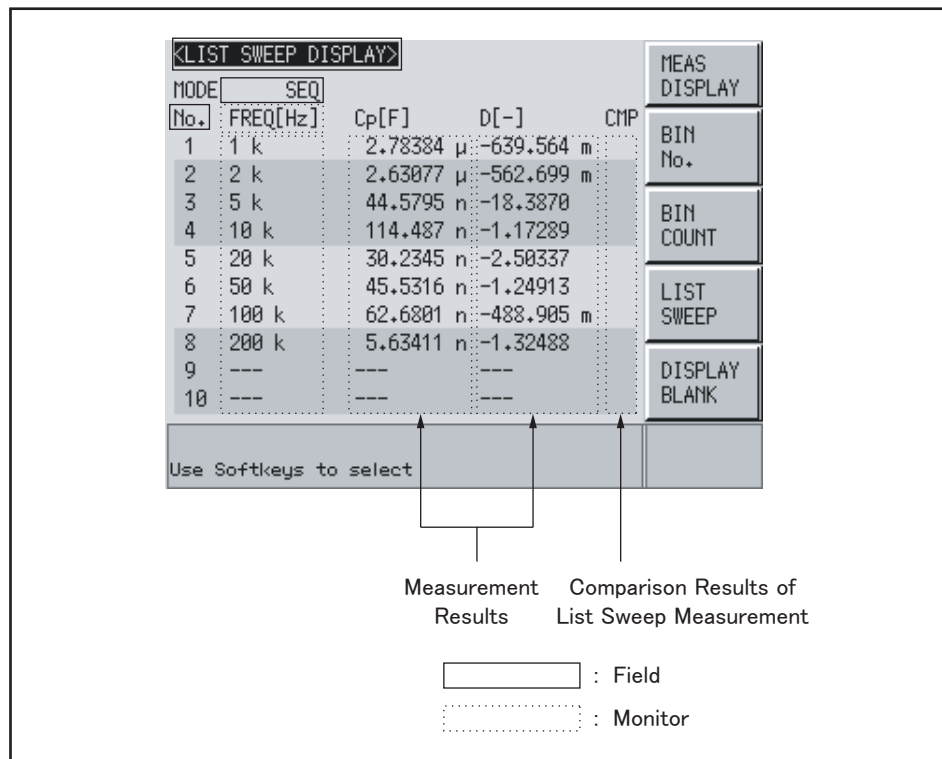 <LIST SWEEP DISPLAY>
MODE SEQ
No. FREQ[Hz] Cp[F] D[-] CMP
1 1 k 2.78384 μ -639.564 m
2 2 k 2.63077 μ -562.699 m
3 5 k 44.5795 n -18.3870
4 10 k 114.487 n -1.17289
5 20 k 30.2345 n -2.50337
6 50 k 45.5316 n -1.24913
7 100 k 62.6801 n -488.905 m
8 200 k 5.63411 n -1.32488
9 --- --- ---
10 --- --- ---
MEAS
DISPLAY
BIN
No.
BIN
COUNT
LIST
SWEEP
DISPLAY
BLANK
Use Softkeys to select
Measurement
Results
Comparison Results of
List Sweep Measurement
: Field
: Monitor